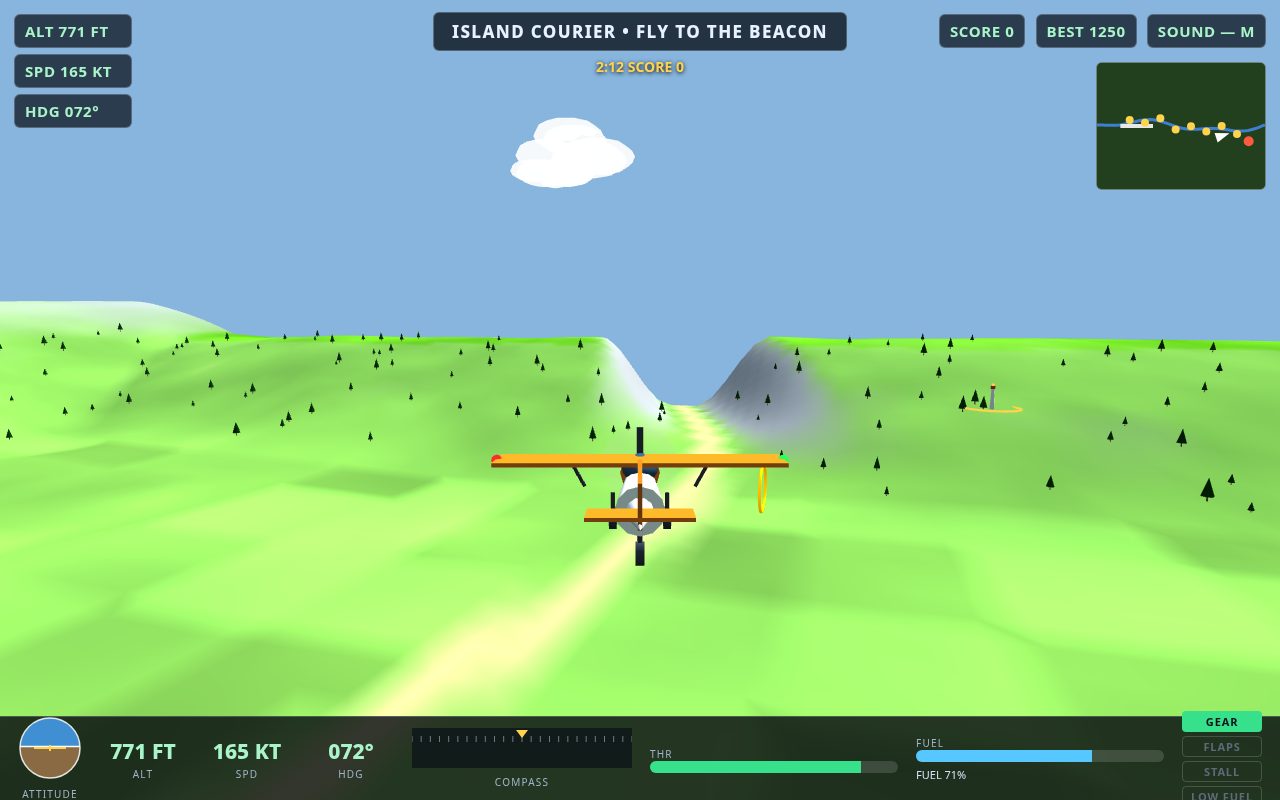 ALT 771 FT
SPD 165 KT
HDG 072°
ISLAND COURIER • FLY TO THE BEACON
2:12 SCORE 0
SCORE 0
BEST 1250
SOUND — M
771 FT
ALT
165 KT
SPD
072°
HDG
ATTITUDE
COMPASS
THR
FUEL
FUEL 71%
GEAR
FLAPS
STALL
LOW FUEL